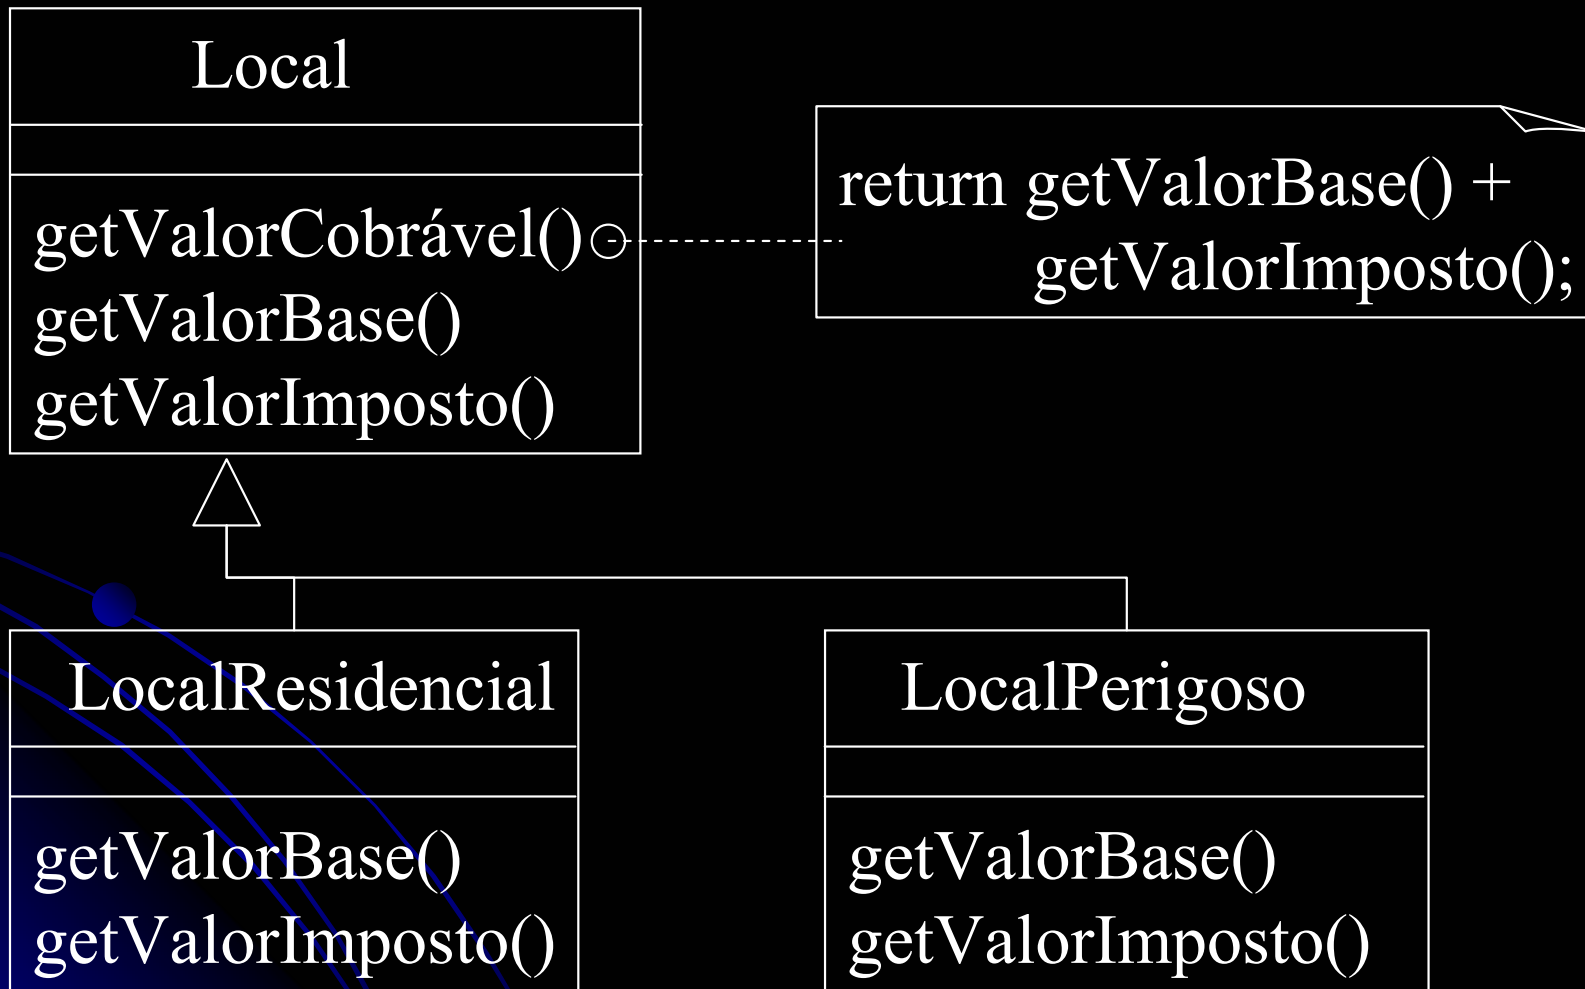 Local
getValorCobrável()
getValorBase()
getValorImposto()
return getValorBase() +
getValorImposto();
LocalResidencial
getValorBase()
getValorImposto()
LocalPerigoso
getValorBase()
getValorImposto()